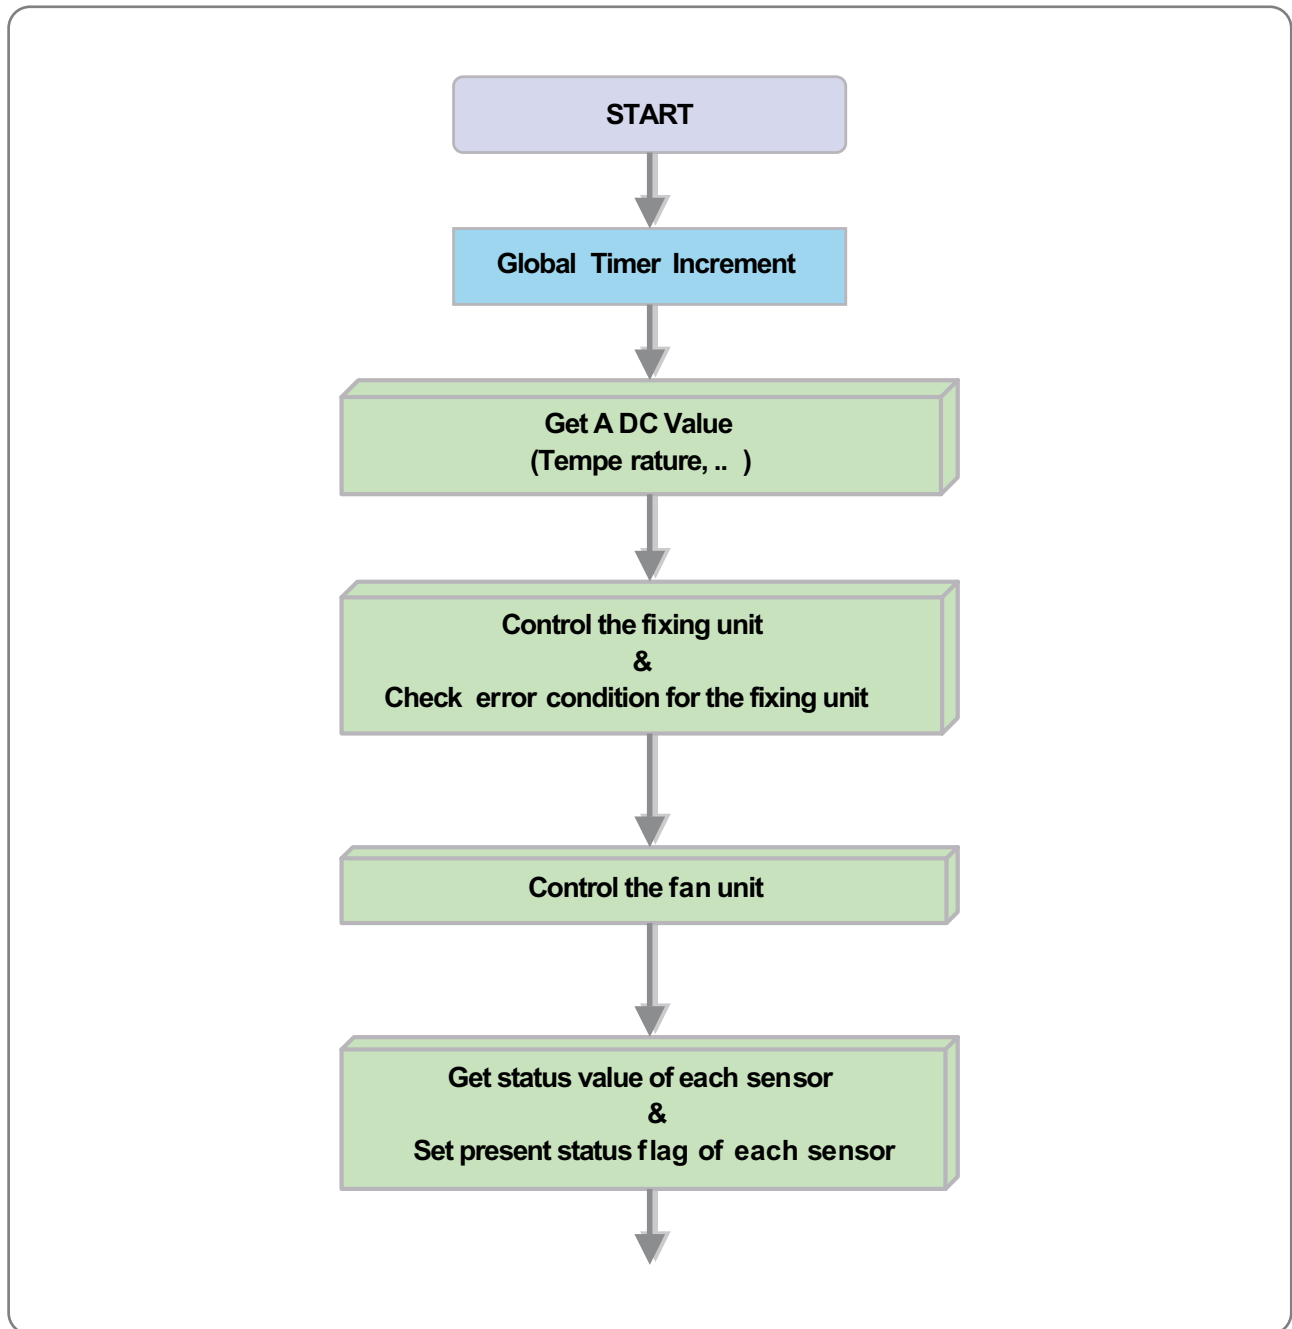 START
Global Timer Increment
Get A DC Value
(Tempe rature, .. )
Control the fixing unit
&
Check error condition for the fixing unit
Control the fan unit
Get status value of each sensor
&
Set present status flag of each sensor